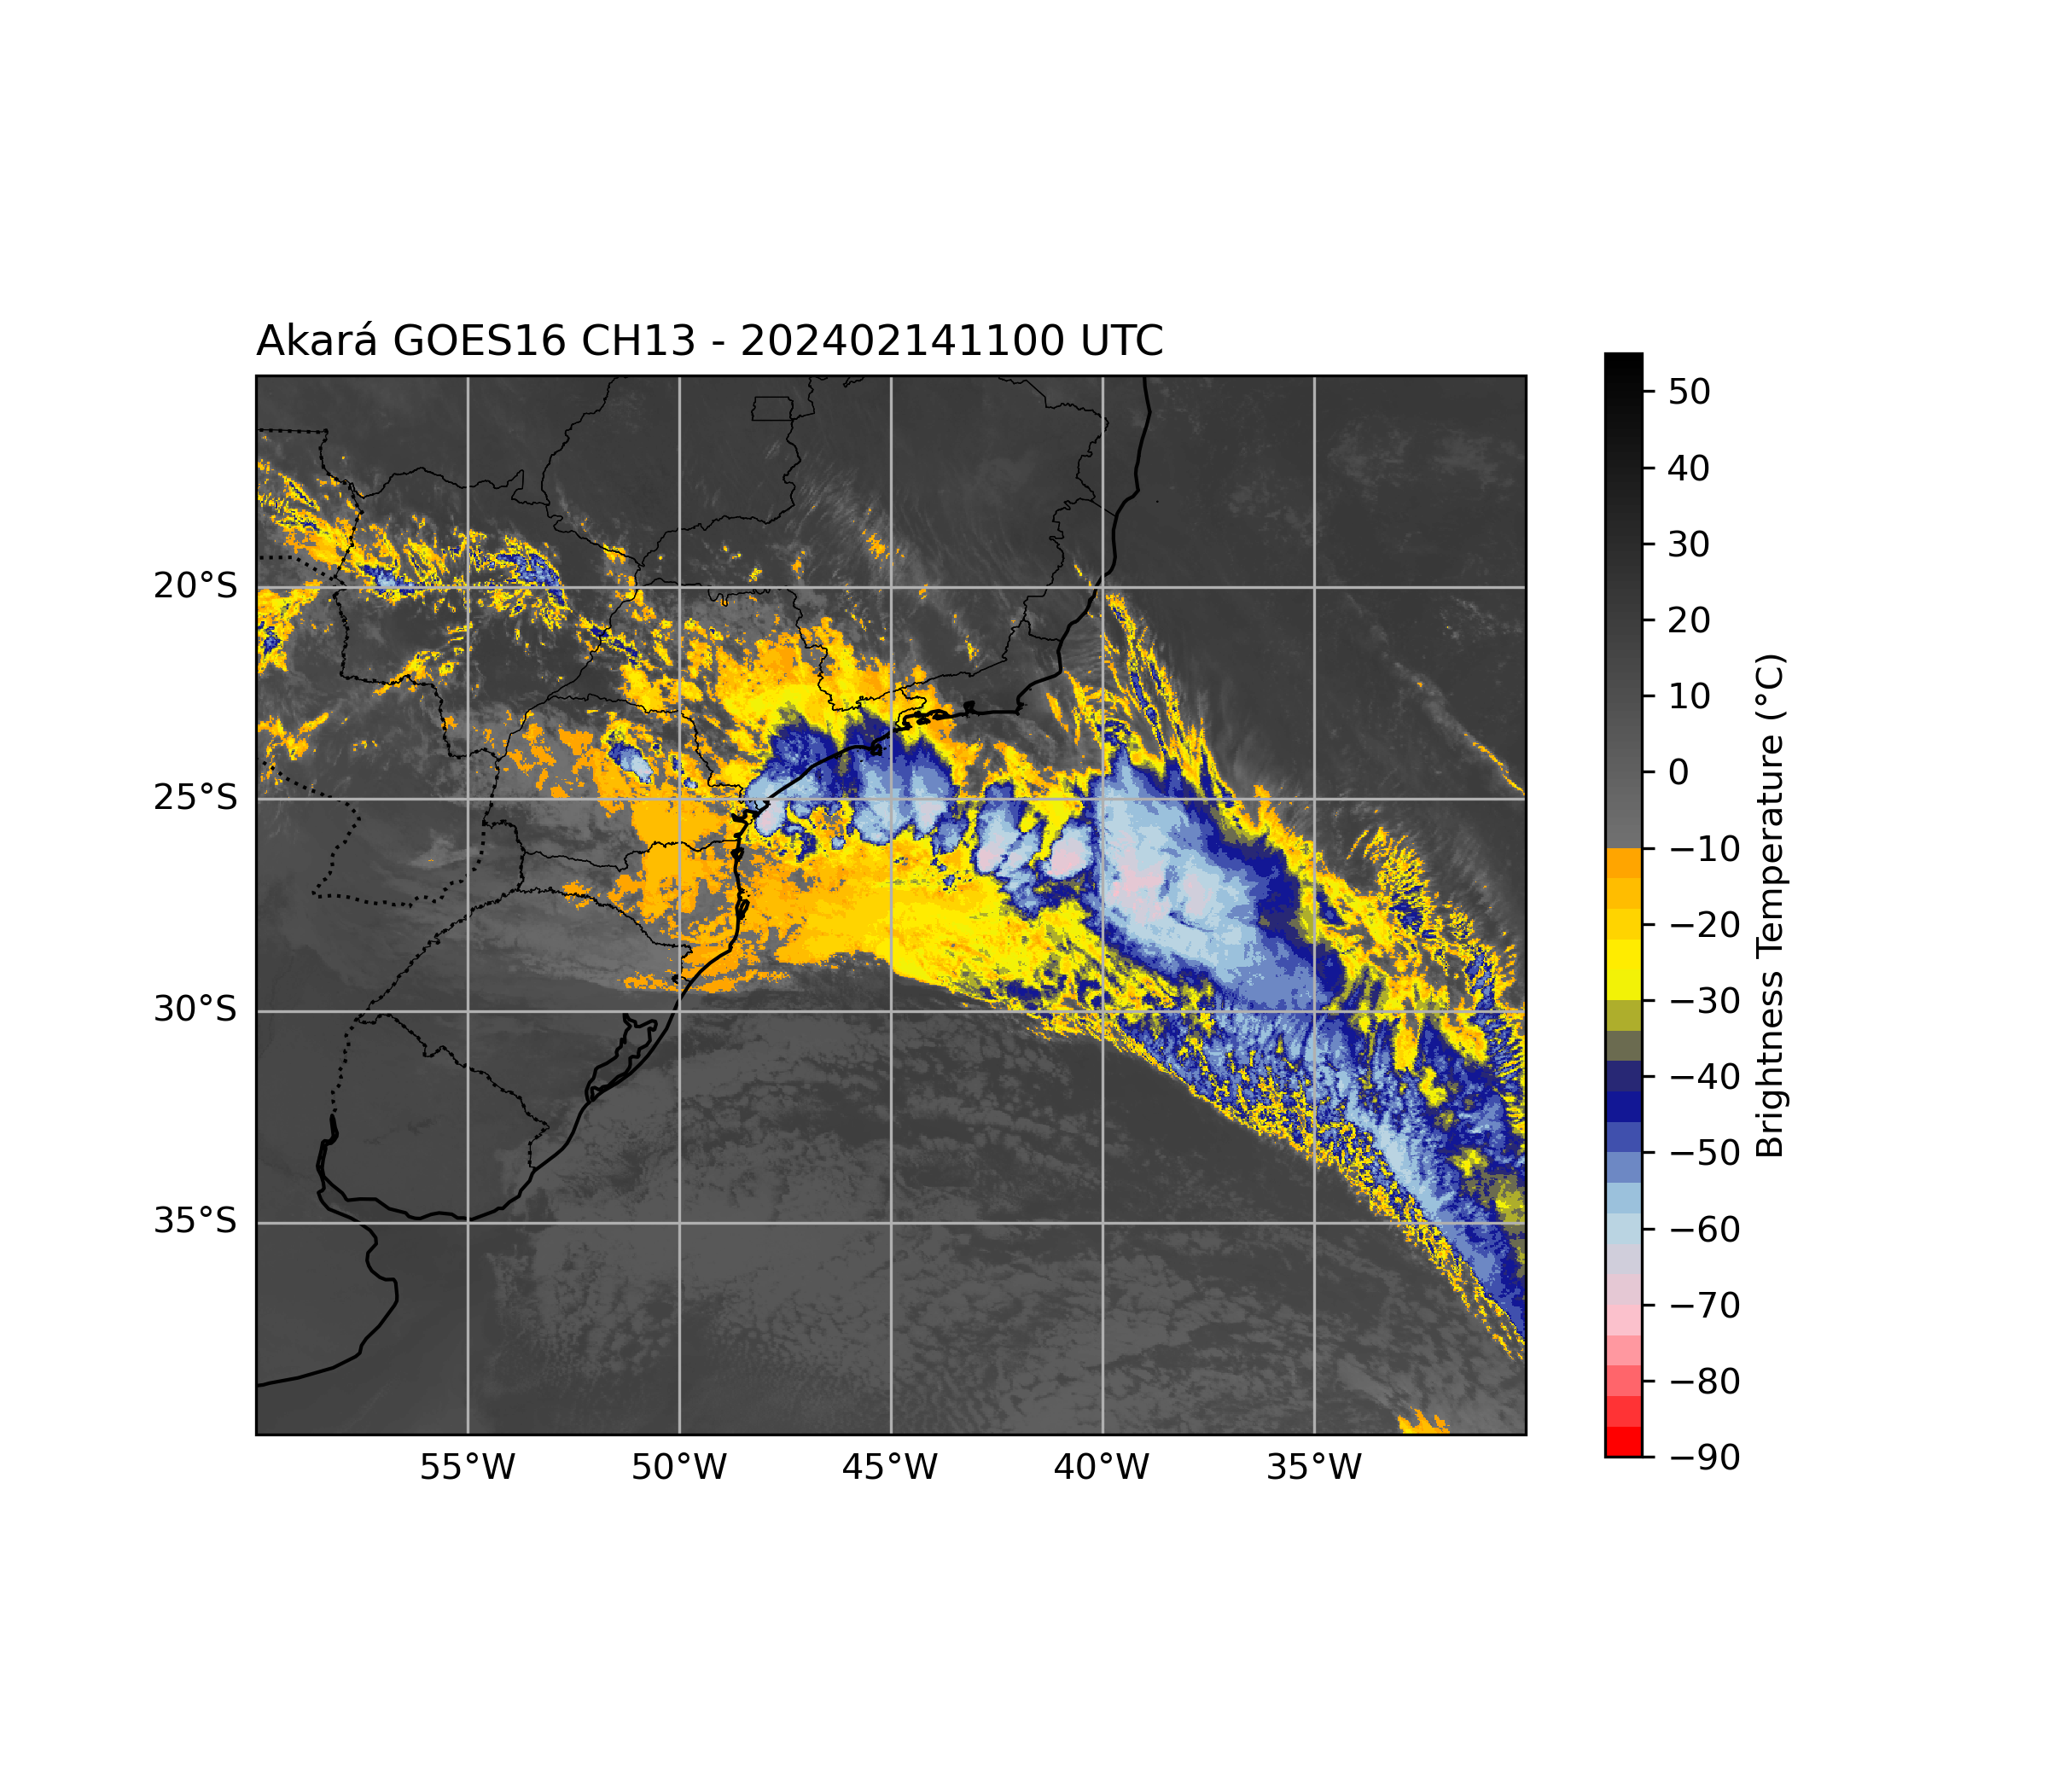 Akará GOES16 CH13 - 202402141100 UTC
20°S
25°S
30°S
35°S
55°W
50°W
45°W
40°W
35°W
50
40
30
20
10
0
−10
−20
−30
−40
−50
−60
−70
−80
−90
Brightness Temperature (°C)